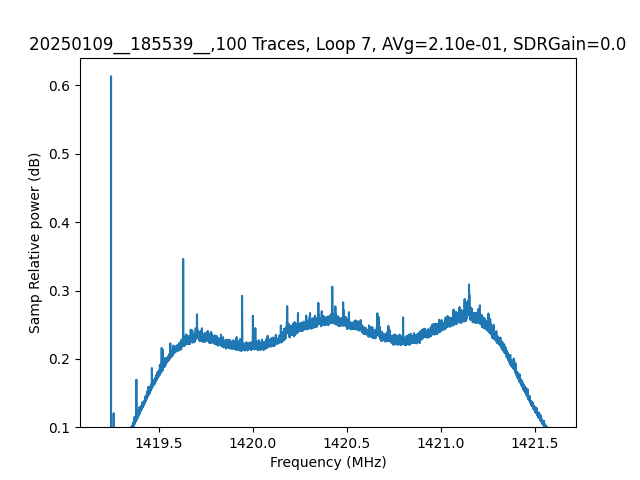 20250109__185539__,100 Traces, Loop 7, AVg=2.10e-01, SDRGain=0.0
0.6
0.5
0.4
0.3
0.2
0.1
Samp Relative power (dB)
1419.5 1420.0 1420.5 1421.0 1421.5
Frequency (MHz)